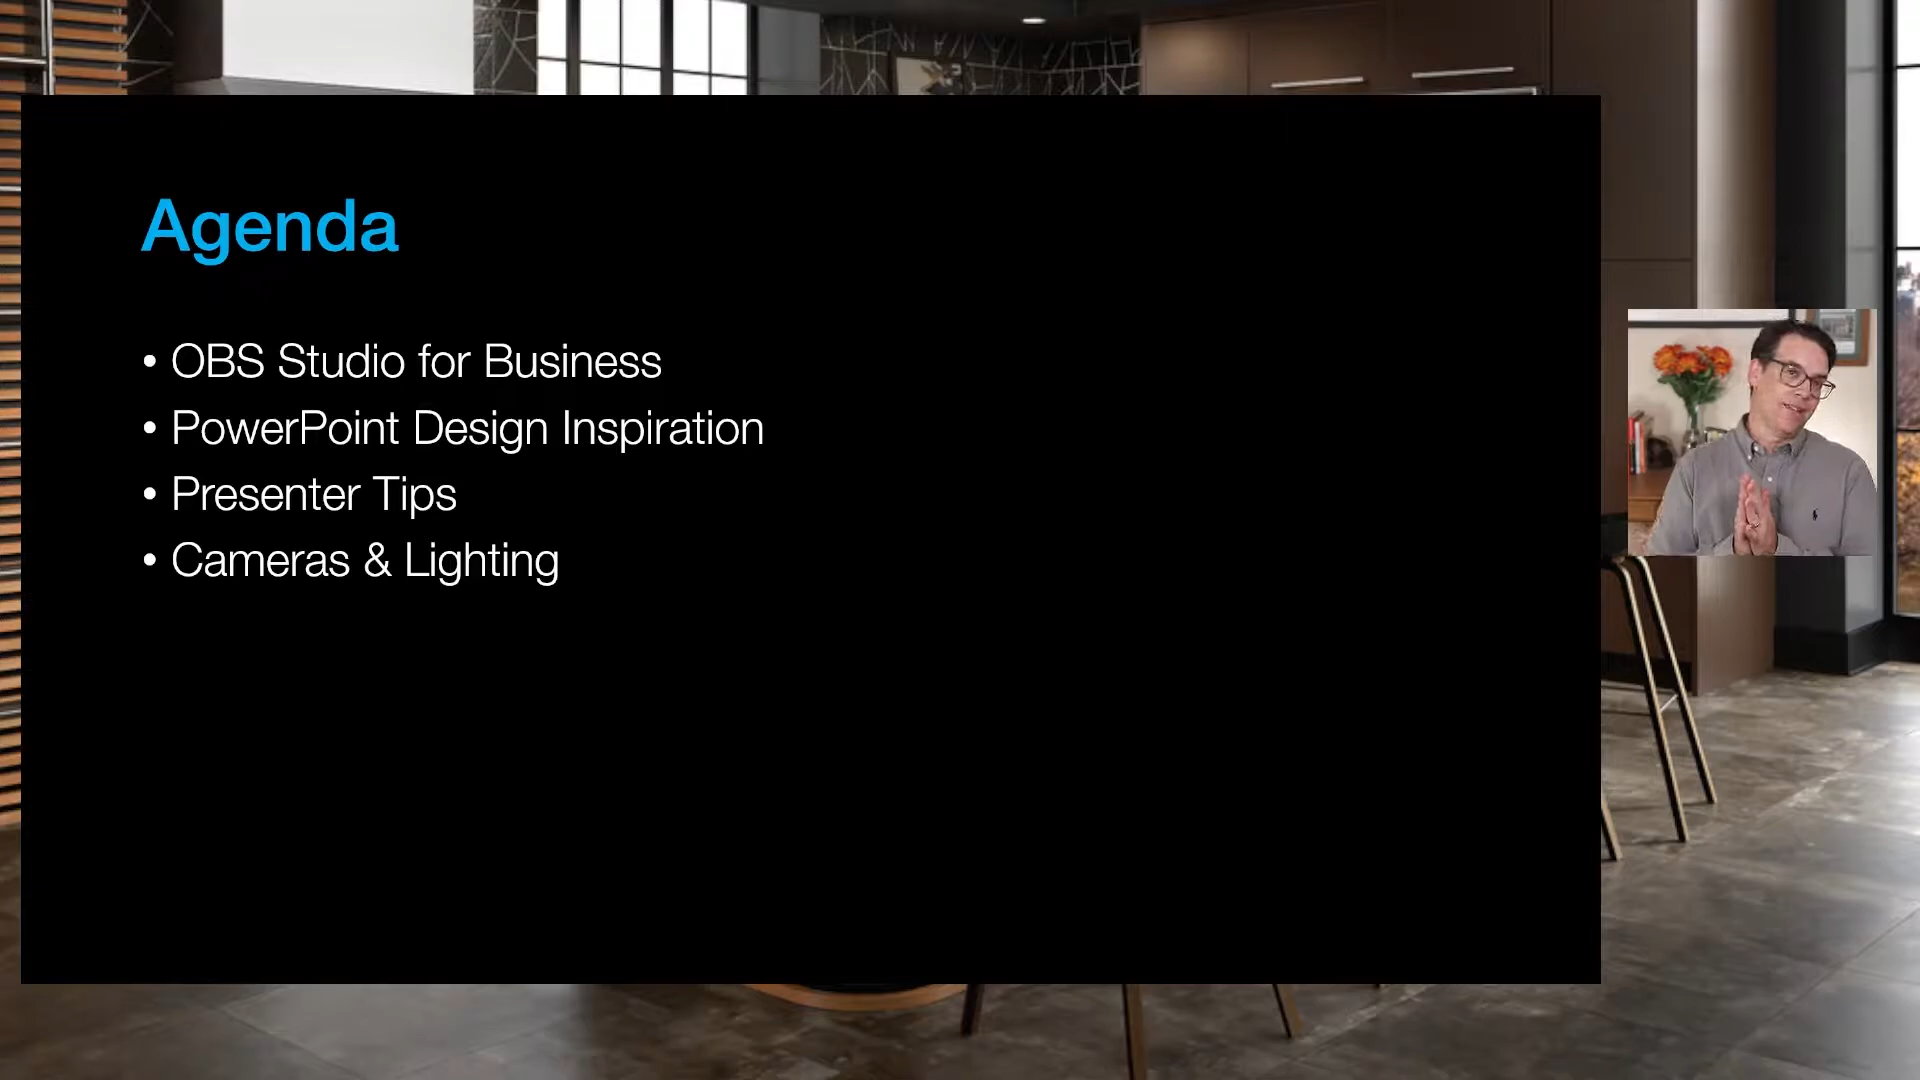 Agenda
• OBS Studio for Business
• PowerPoint Design Inspiration
• Presenter Tips
• Cameras & Lighting